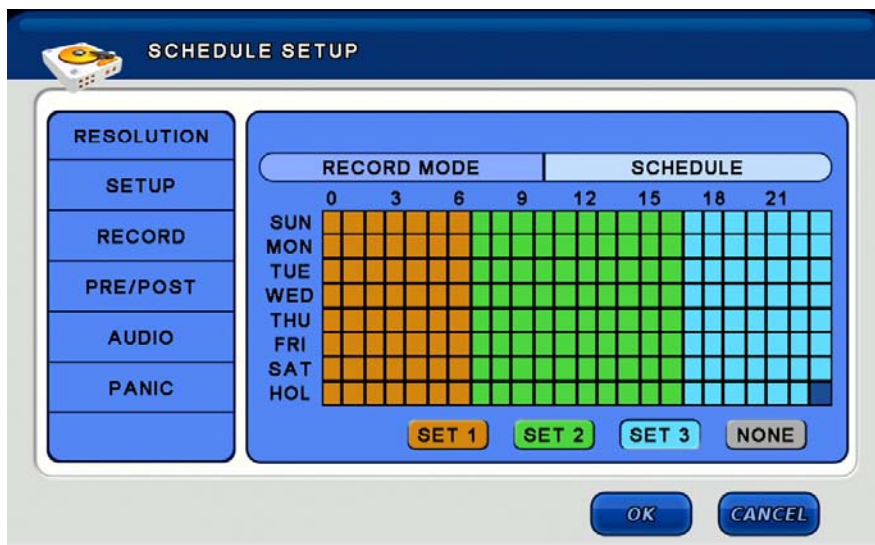 SCHEDULE SETUP
RESOLUTION
SETUP
RECORD
PRE/POST
AUDIO
PANIC
RECORD MODE SCHEDULE
0 3 6 9 12 15 18 21
SUN
MON
TUE
WED
THU
FRI
SAT
HOL
SET 1 SET 2 SET 3 NONE
OK CANCEL